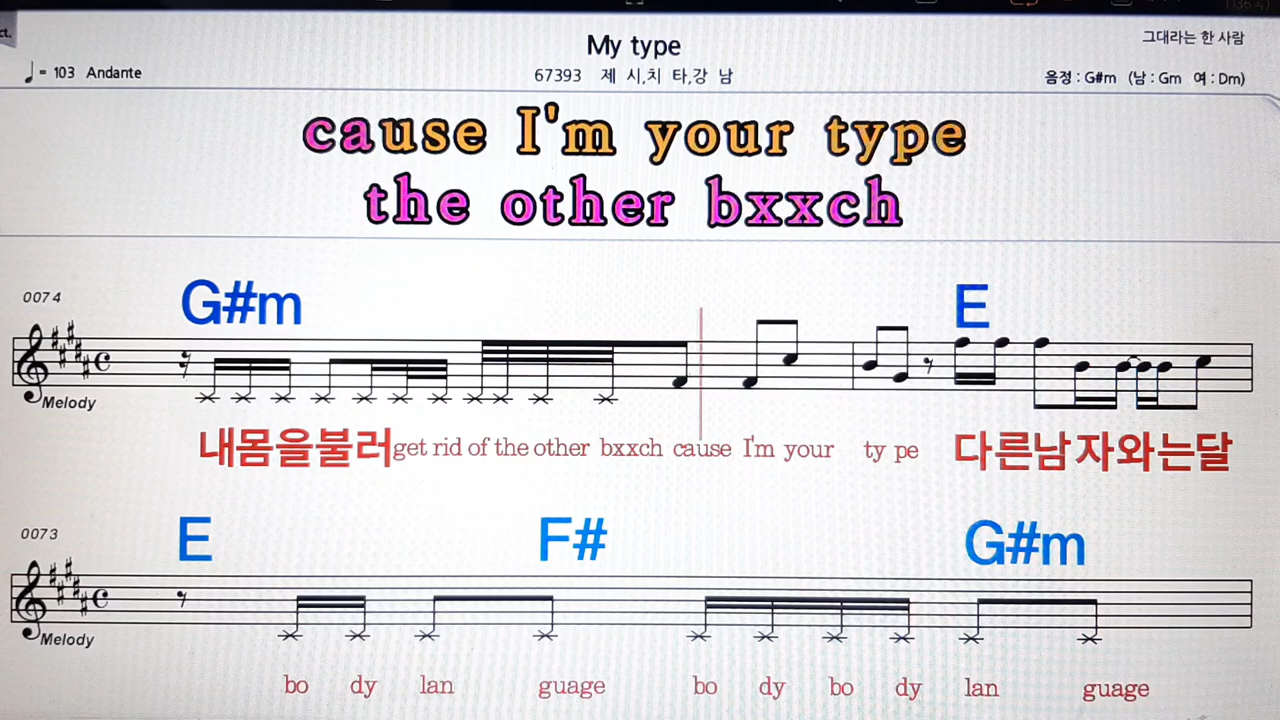 ct.
My type
그대라는 한 사람
♩= 103 Andante
67393 제 시,치 타,강 남
음정 : G#m (남 : Gm 여 : Dm)
cause I'm your type
the other bxxch
0074
G#m E
Melody
내몸을불러get rid of the other bxxch cause I'm your ty pe 다른남자와는달
0073
E F# G#m
Melody
bo dy lan guage bo dy bo dy lan guage